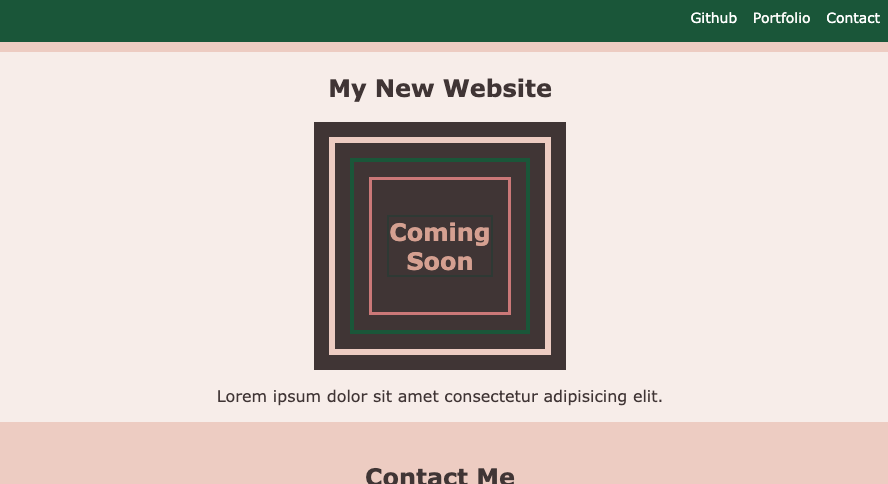 Github Portfolio Contact
My New Website
Coming
Soon
Lorem ipsum dolor sit amet consectetur adipisicing elit.
Contact Me